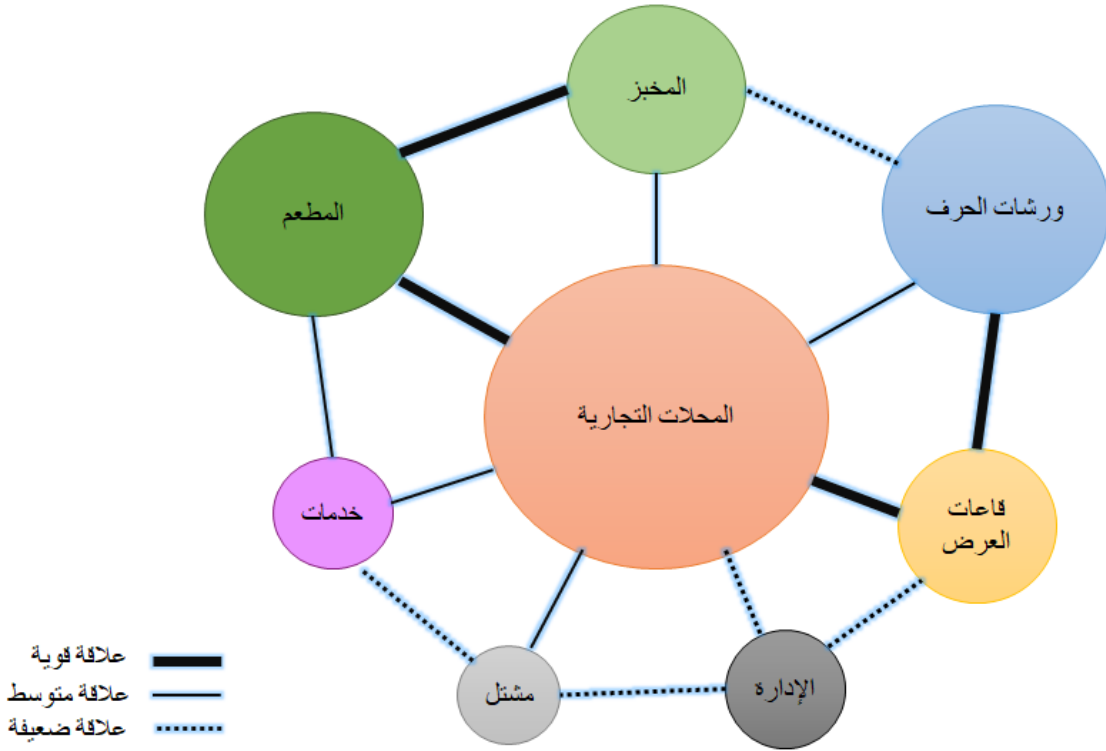 المخبز
ورشات الحرف
المطعم
المحلات التجارية
قاعات
العرض
خدمات
الإدارة
مشتل
علاقة قوية
علاقة متوسط
علاقة ضعيفة